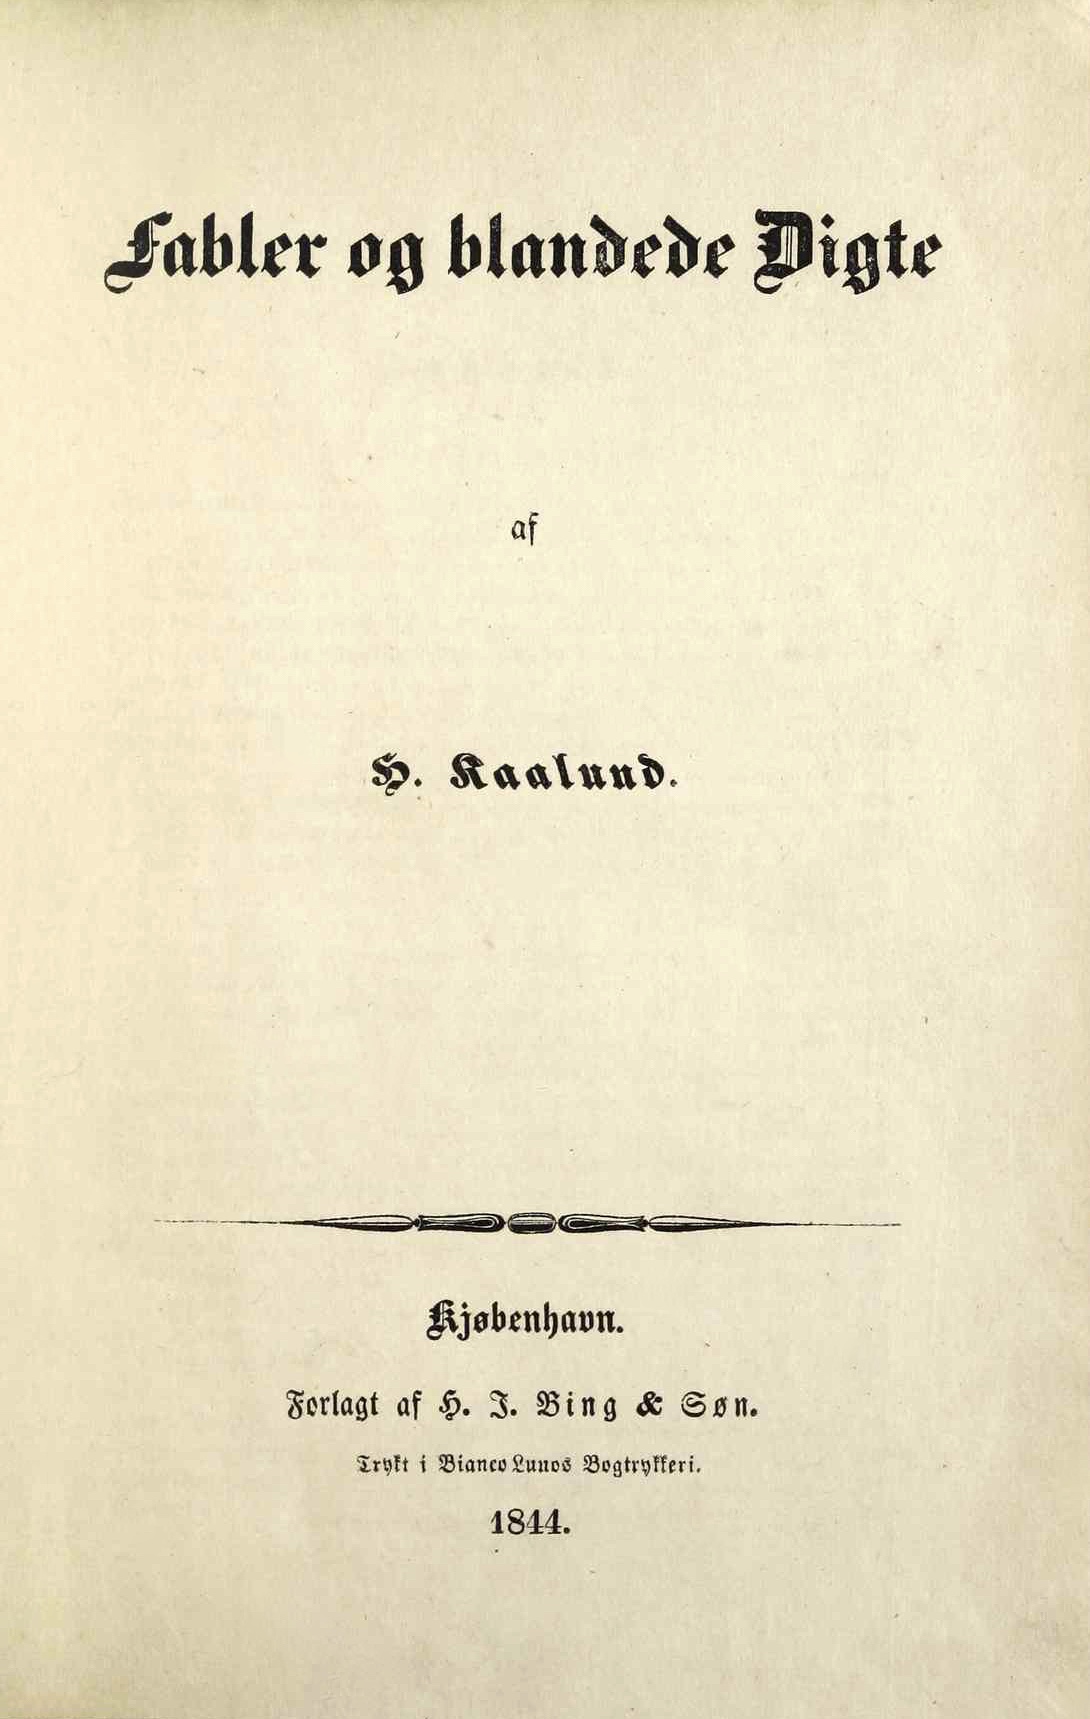 Fabler og blandede Digte
af
H. Kaalund.
Kjøbenhavn.
Forlagt af H. J. Bing & Søn.
Trykt i Bianco Lunos Bogtrykkeri.
1844.